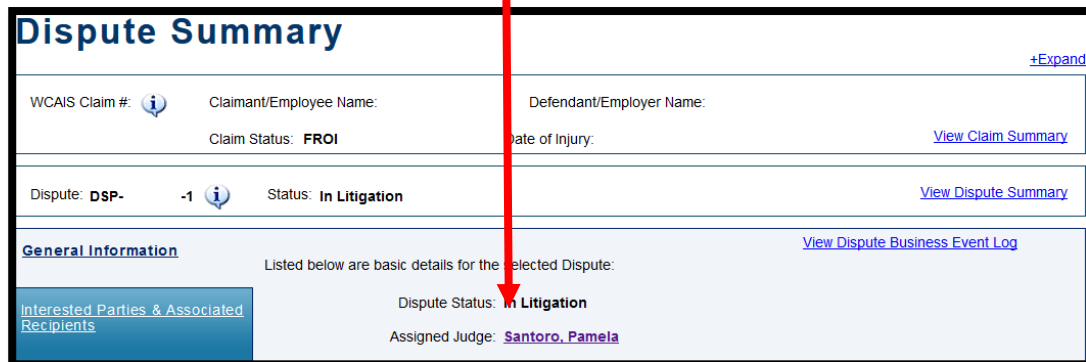 Dispute Summary
+Expand
WCAIS Claim #: Claimant/Employee Name: Defendant/Employer Name:
Claim Status: FROI Date of Injury: View Claim Summary
Dispute: DSP- -1 Status: In Litigation View Dispute Summary
General Information View Dispute Business Event Log
Listed below are basic details for the selected Dispute:
Interested Parties & Associated
Recipients
Dispute Status: In Litigation
Assigned Judge: Santoro, Pamela